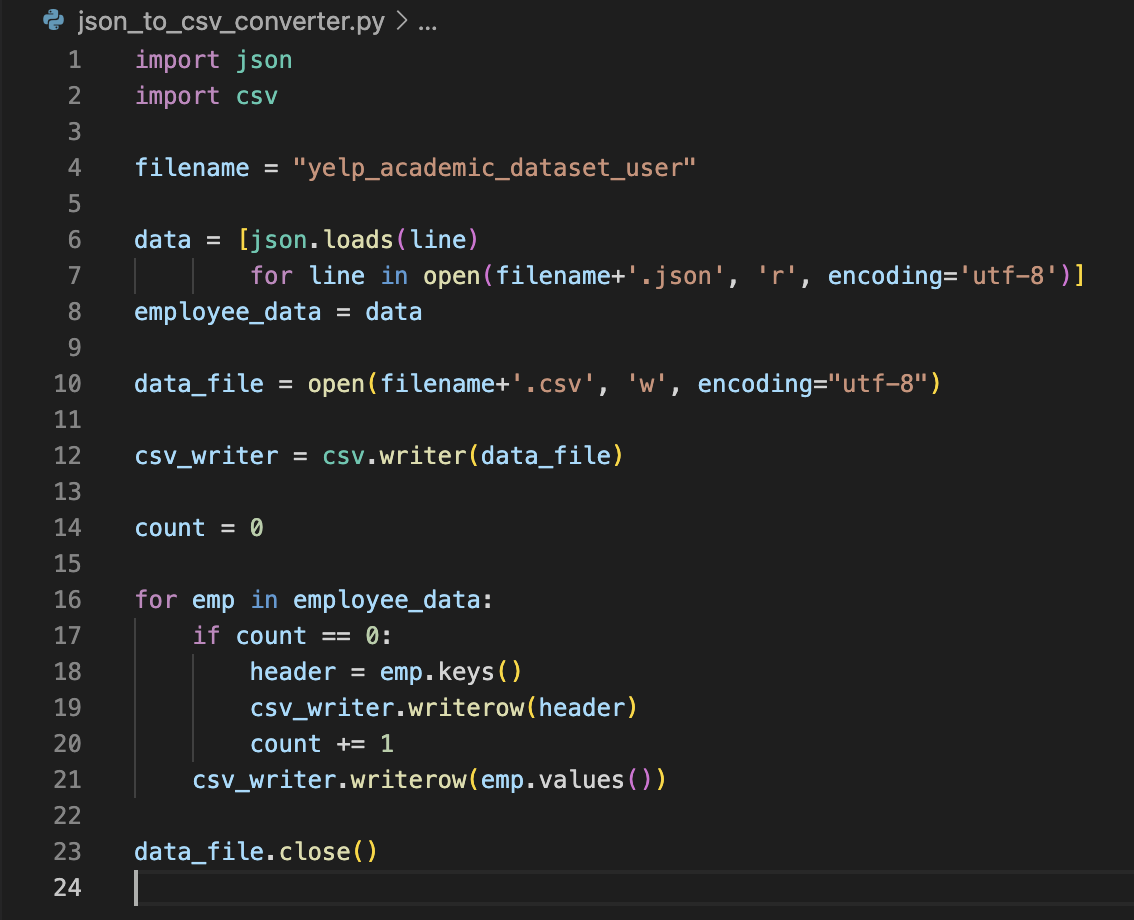 json_to_csv_converter.py > ...
1 import json
2 import csv
3
4 filename = "yelp_academic_dataset_user"
5
6 data = [json.loads(line)
7         for line in open(filename+'.json', 'r', encoding='utf-8')]
8 employee_data = data
9
10 data_file = open(filename+'.csv', 'w', encoding="utf-8")
11
12 csv_writer = csv.writer(data_file)
13
14 count = 0
15
16 for emp in employee_data:
17     if count == 0:
18         header = emp.keys()
19         csv_writer.writerow(header)
20         count += 1
21     csv_writer.writerow(emp.values())
22
23 data_file.close()
24